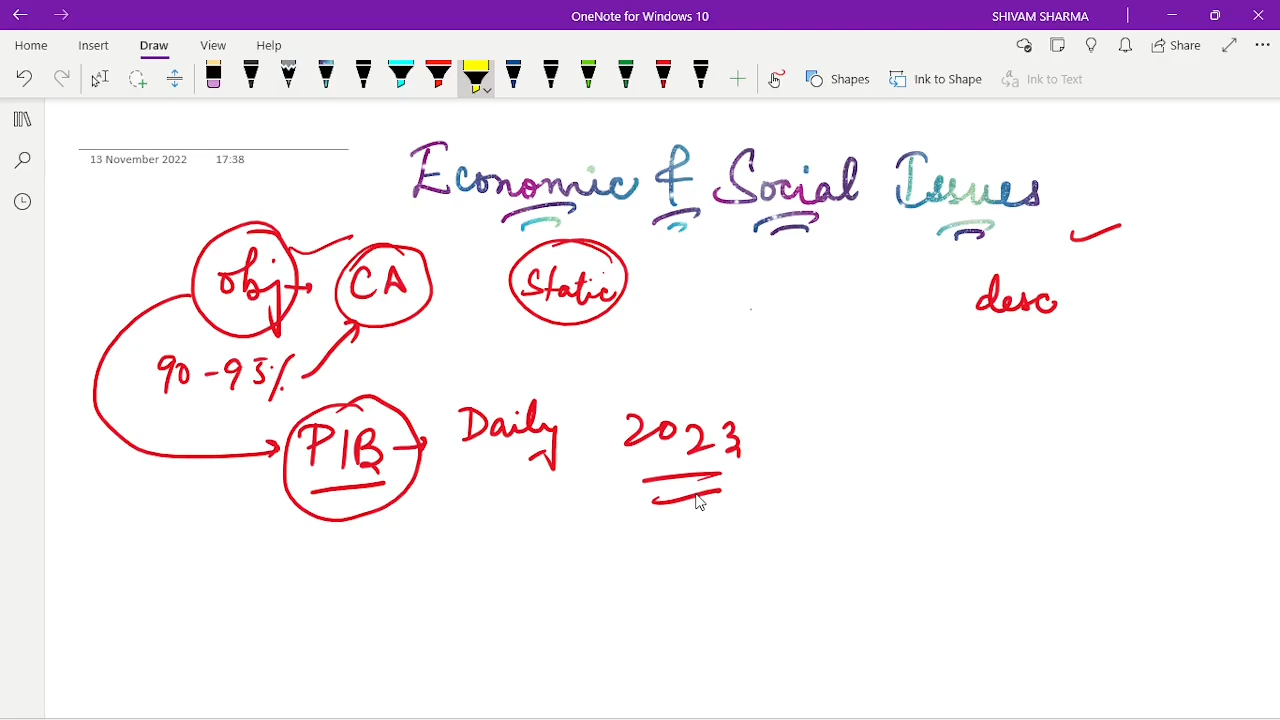 OneNote for Windows 10
SHIVAM SHARMA
Home Insert Draw View Help
Share
Shapes Ink to Shape Ink to Text
13 November 2022 17:38
Economic & Social Issues
Obj CA Static desc
90-95%
PIB Daily 2023